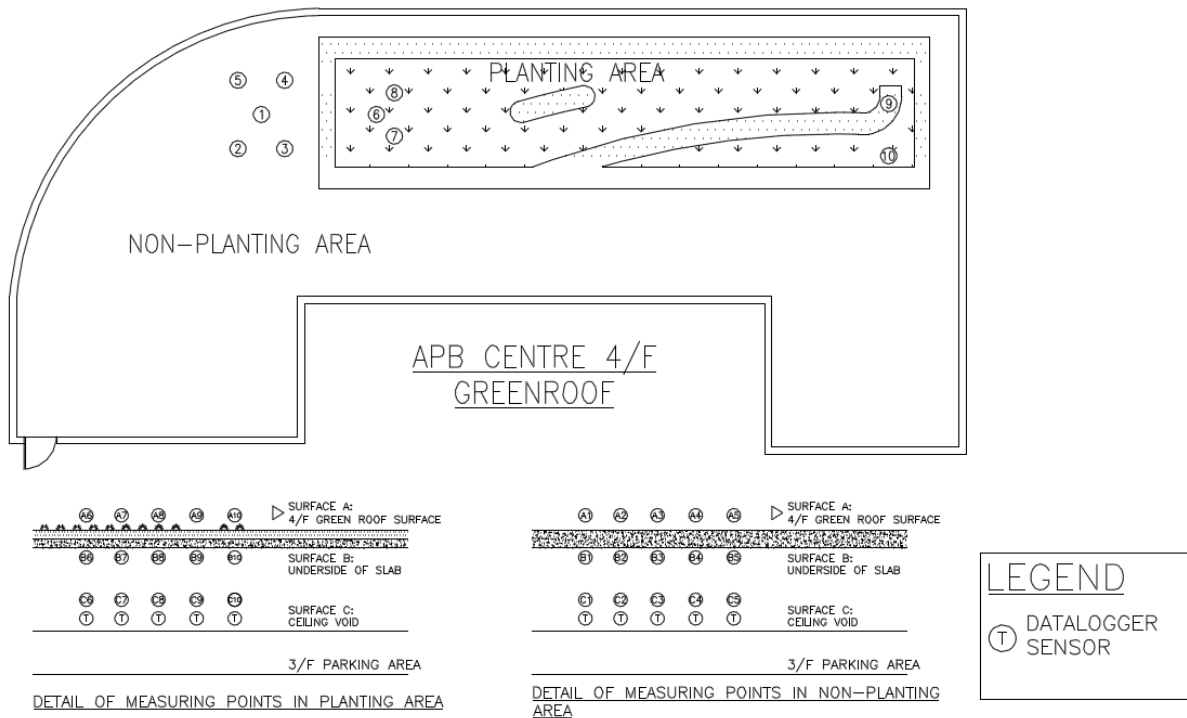 PLANTING AREA
5 4
8
9
1
6
7
2 3
10
NON-PLANTING AREA
APB CENTRE 4/F
GREENROOF
A6 A7 A8 A9 A10
SURFACE A:
4/F GREEN ROOF SURFACE
B6 B7 B8 B9 B10
SURFACE B:
UNDERSIDE OF SLAB
C6 C7 C8 C9 C10
T T T T T
SURFACE C:
CEILING VOID
3/F PARKING AREA
DETAIL OF MEASURING POINTS IN PLANTING AREA
A1 A2 A3 A4 A5
SURFACE A:
4/F GREEN ROOF SURFACE
B1 B2 B3 B4 B5
SURFACE B:
UNDERSIDE OF SLAB
C1 C2 C3 C4 C5
T T T T T
SURFACE C:
CEILING VOID
3/F PARKING AREA
DETAIL OF MEASURING POINTS IN NON-PLANTING
AREA
LEGEND
T DATALOGGER
SENSOR